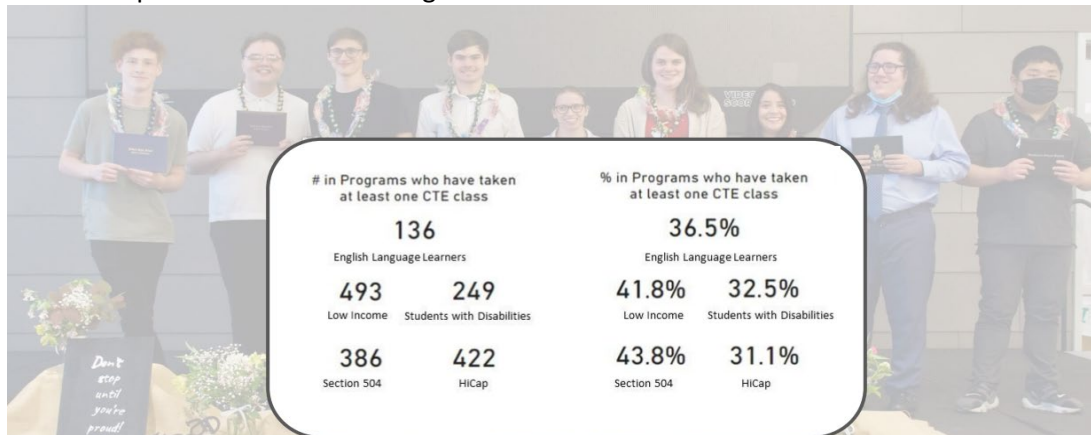 # in Programs who have taken
at least one CTE class
136
English Language Learners
493 249
Low Income Students with Disabilities
386 422
Section 504 HiCap
% in Programs who have taken
at least one CTE class
36.5%
English Language Learners
41.8% 32.5%
Low Income Students with Disabilities
43.8% 31.1%
Section 504 HiCap
Don't
stop
until
you're
proud!